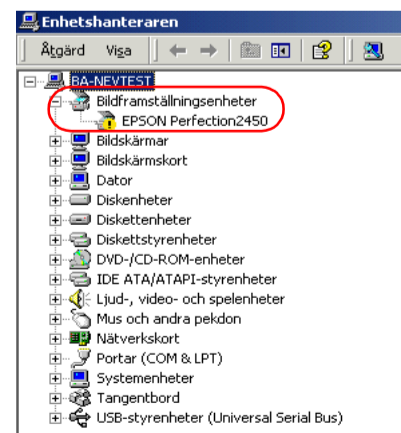 Enhetshanteraren
Åtgärd Visa
BA-NEVTEST
Bildframställningsenheter
EPSON Perfection2450
Bildskärmar
Bildskärmskort
Dator
Diskenheter
Diskettenheter
Diskettstyrenheter
DVD-/CD-ROM-enheter
IDE ATA/ATAPI-styrenheter
Ljud-, video- och spelenheter
Mus och andra pekdon
Nätverkskort
Portar (COM & LPT)
Systemenheter
Tangentbord
USB-styrenheter (Universal Serial Bus)